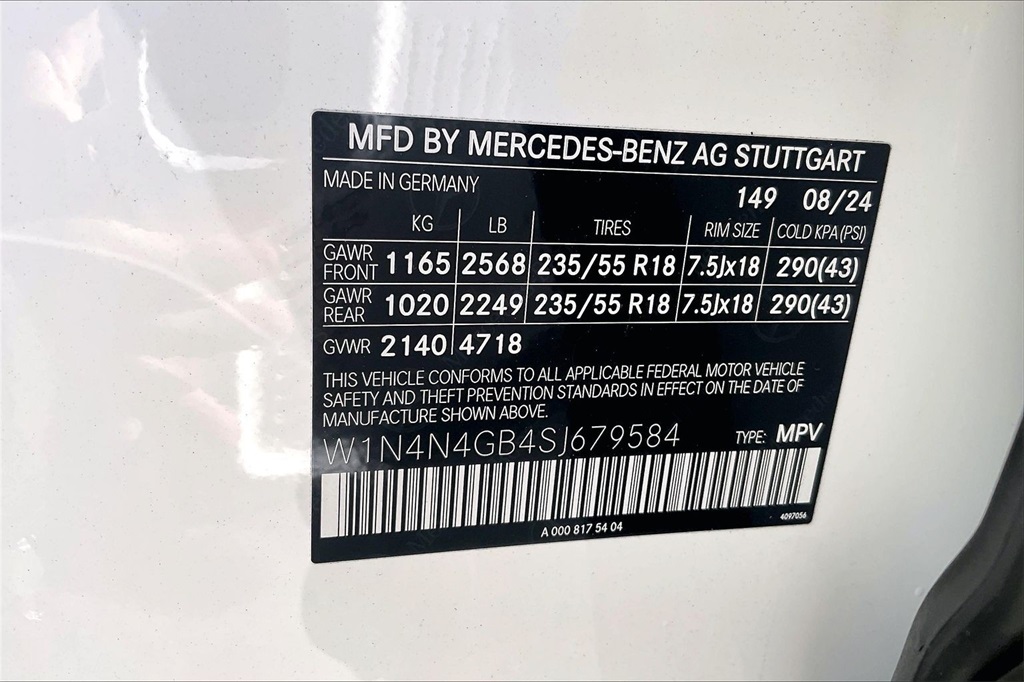 MFD BY MERCEDES-BENZ AG STUTTGART
MADE IN GERMANY
149 08/24
KG LB TIRES RIM SIZE COLD KPA (PSI)
GAWR FRONT 1165 2568 235/55 R18 7.5Jx18 290(43)
GAWR REAR 1020 2249 235/55 R18 7.5Jx18 290(43)
GVWR 2140 4718
THIS VEHICLE CONFORMS TO ALL APPLICABLE FEDERAL MOTOR VEHICLE
SAFETY AND THEFT PREVENTION STANDARDS IN EFFECT ON THE DATE OF
MANUFACTURE SHOWN ABOVE.
W1N4N4GB4SJ679584 TYPE: MPV
A 000 817 54 04
4097056